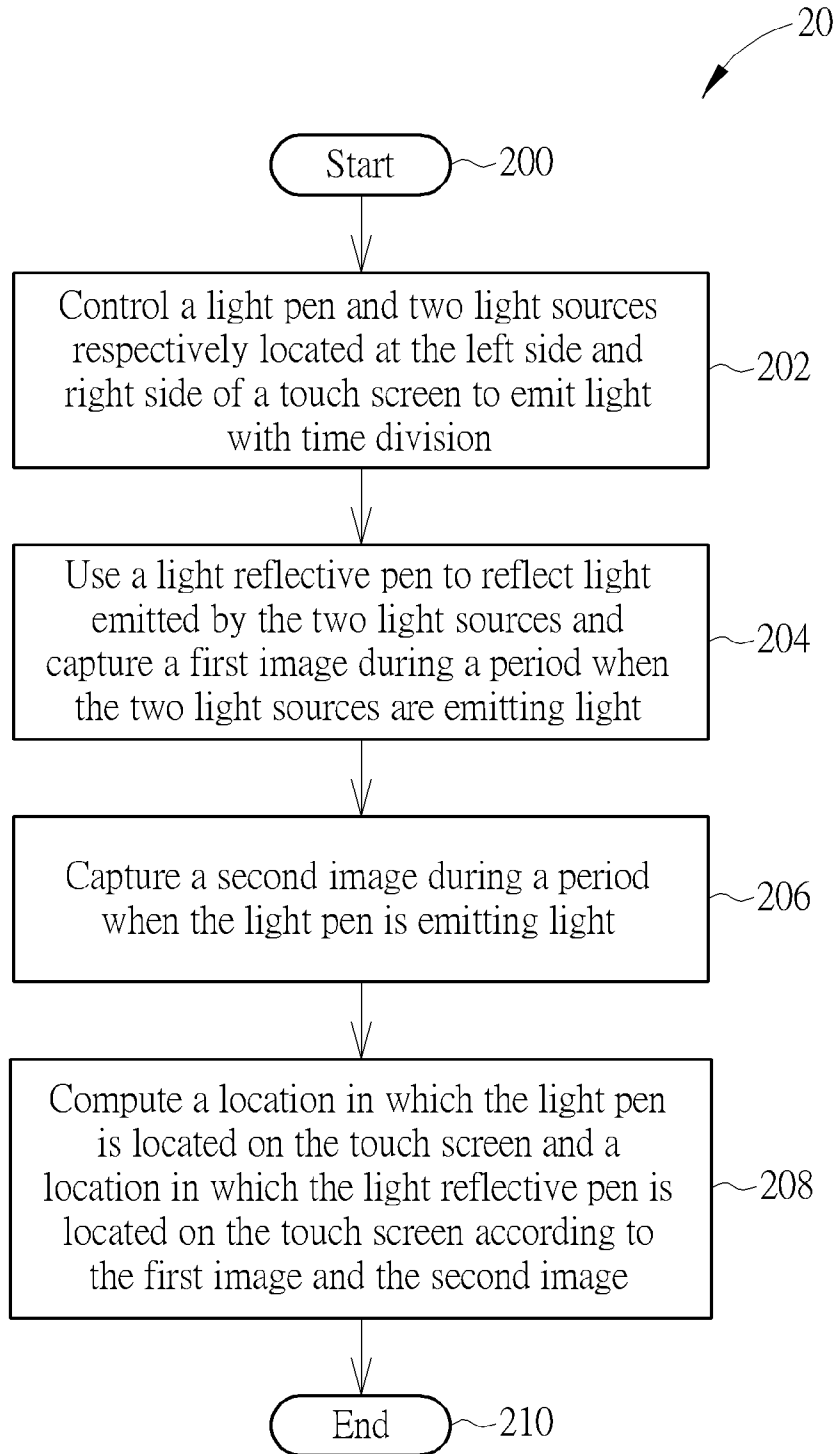 20
Start
200
Control a light pen and two light sources
respectively located at the left side and
right side of a touch screen to emit light
with time division
202
Use a light reflective pen to reflect light
emitted by the two light sources and
capture a first image during a period when
the two light sources are emitting light
204
Capture a second image during a period
when the light pen is emitting light
206
Compute a location in which the light pen
is located on the touch screen and a
location in which the light reflective pen is
located on the touch screen according to
the first image and the second image
208
End
210